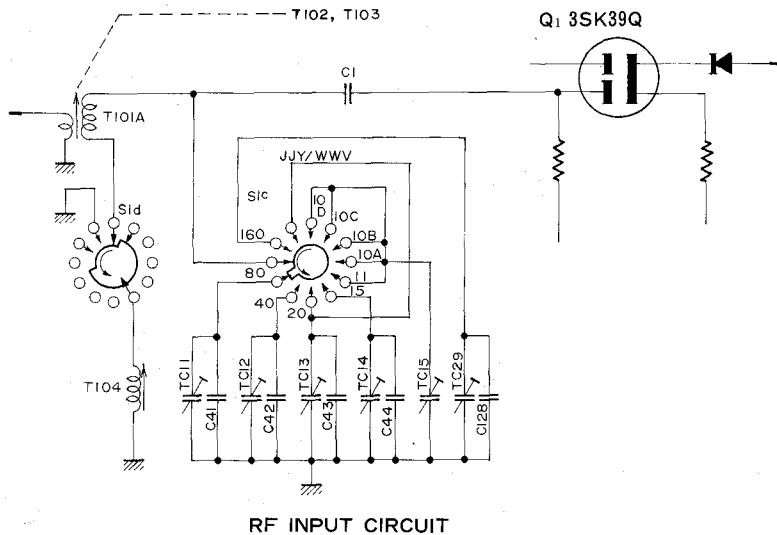 T102, T103
Q1 3SK39Q
C1
T101A
JJY/WWV
S1c
10
D
10C
S1d
160
10B
10A
80
11
15
40
20
T104
TC11
C41
TC12
C42
TC13
C43
TC14
C44
TC15
TC29
C128
RF INPUT CIRCUIT